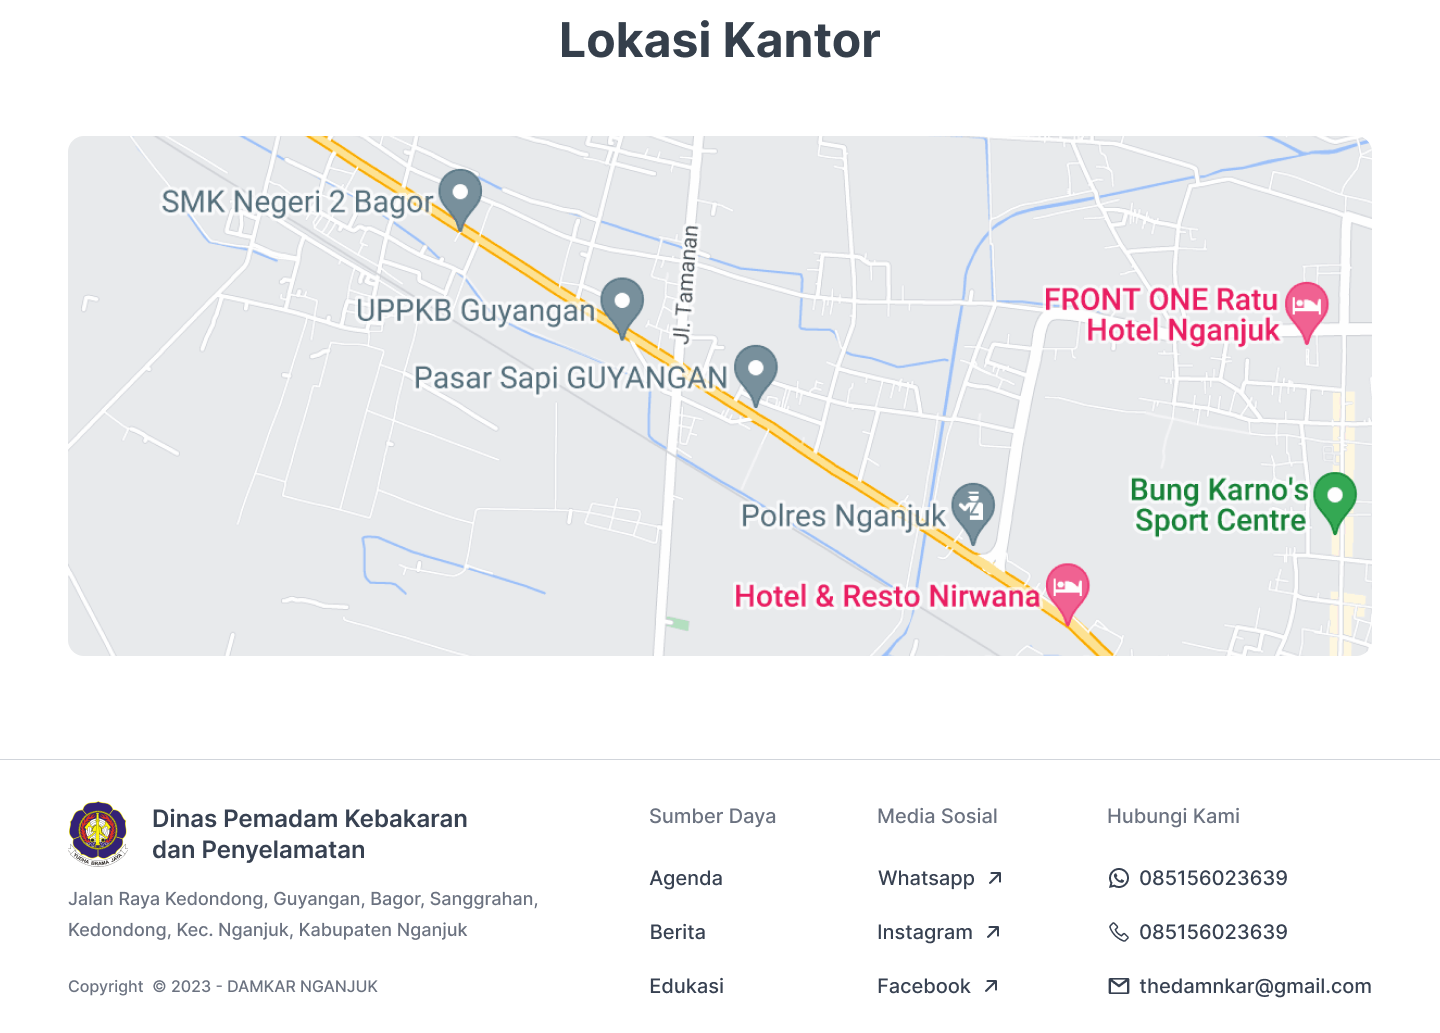 Lokasi Kantor
SMK Negeri 2 Bagor
UPPKB Guyangan
Jl. Tamanan
Pasar Sapi GUYANGAN
FRONT ONE Ratu
Hotel Nganjuk
Polres Nganjuk
Bung Karno's
Sport Centre
Hotel & Resto Nirwana
YUDHA BRAMA JAYA
Dinas Pemadam Kebakaran
dan Penyelamatan
Jalan Raya Kedondong, Guyangan, Bagor, Sanggrahan,
Kedondong, Kec. Nganjuk, Kabupaten Nganjuk
Copyright © 2023 - DAMKAR NGANJUK
Sumber Daya
Agenda
Berita
Edukasi
Media Sosial
Whatsapp
Instagram
Facebook
Hubungi Kami
085156023639
085156023639
thedamnkar@gmail.com